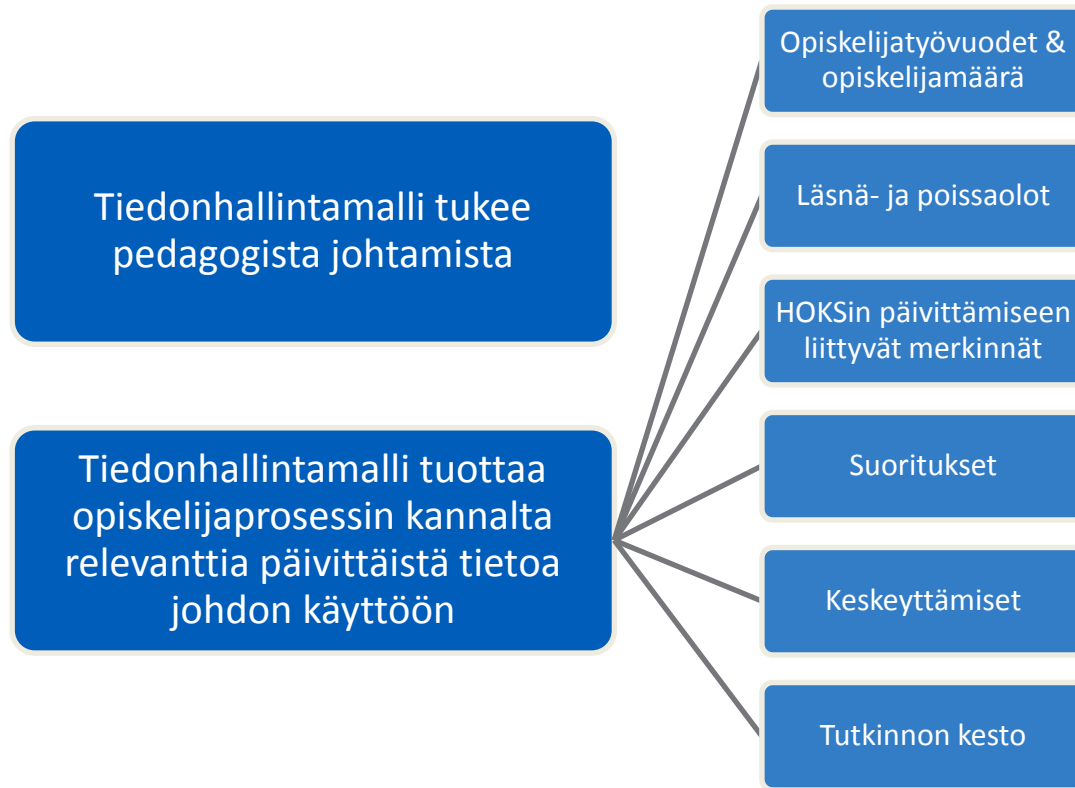 Tiedonhallintamalli tukee
pedagogista johtamista
Tiedonhallintamalli tuottaa
opiskelijaprosessin kannalta
relevanttia päivittäistä tietoa
johdon käyttöön
Opiskelijatyövuodet &
opiskelijamäärä
Läsnä- ja poissaolot
HOKSin päivittämiseen
liittyvät merkinnät
Suoritukset
Keskeyttämiset
Tutkinnon kesto